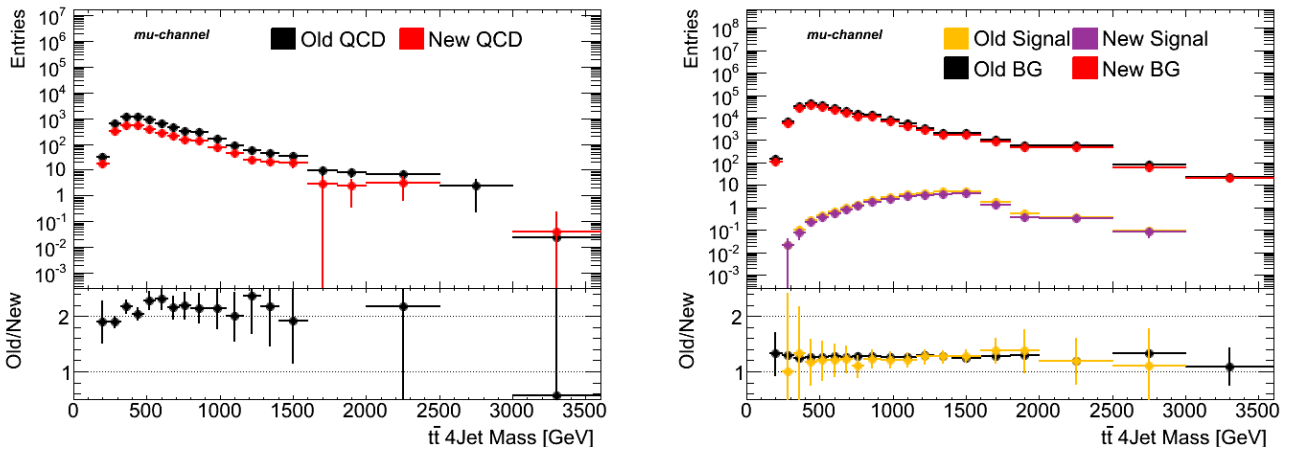 Entries
10^7
10^6
10^5
10^4
10^3
10^2
10
1
10^-1
10^-2
10^-3
mu-channel
Old QCD
New QCD
Old/New
2
1
0 500 1000 1500 2000 2500 3000 3500
tt̄ 4Jet Mass [GeV]
Entries
10^8
10^7
10^6
10^5
10^4
10^3
10^2
10
1
10^-1
10^-2
10^-3
mu-channel
Old Signal New Signal
Old BG New BG
Old/New
2
1
0 500 1000 1500 2000 2500 3000 3500
tt̄ 4Jet Mass [GeV]